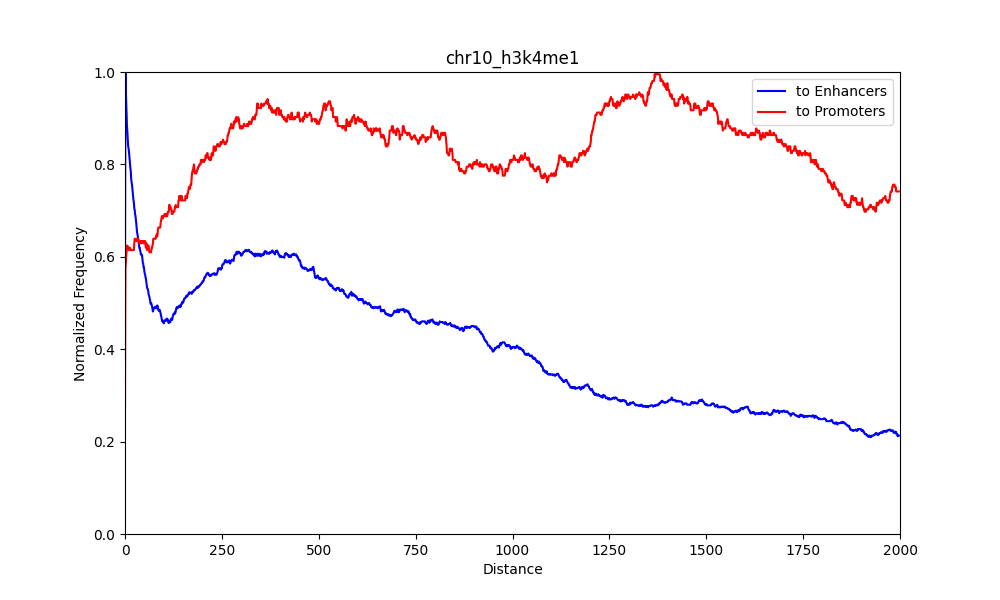 chr10_h3k4me1
to Enhancers
to Promoters
1.0
0.8
0.6
0.4
0.2
0.0
Normalized Frequency
0 250 500 750 1000 1250 1500 1750 2000
Distance